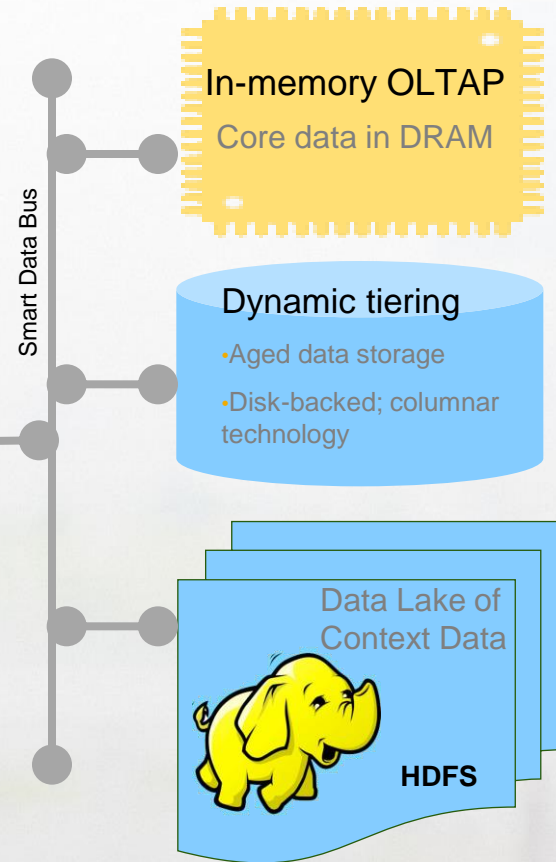 In-memory OLTAP
Core data in DRAM
Smart Data Bus
Dynamic tiering
•Aged data storage
•Disk-backed; columnar
technology
Data Lake of
Context Data
HDFS